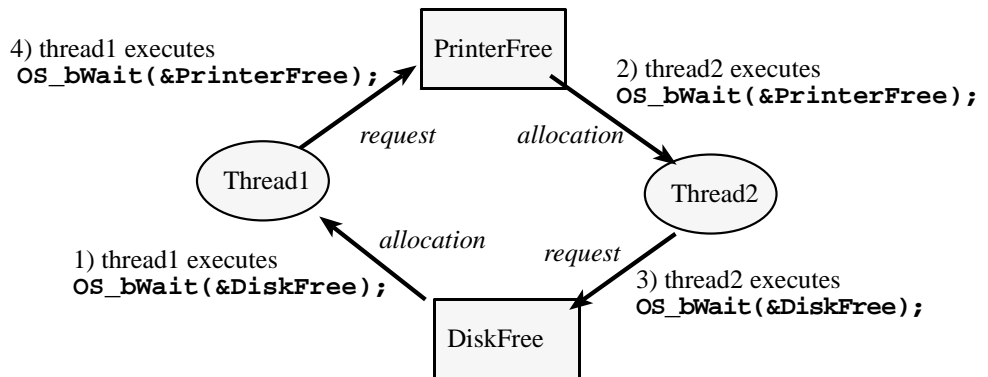 PrinterFree
4) thread1 executes
OS_bWait(&PrinterFree);
2) thread2 executes
OS_bWait(&PrinterFree);
request
allocation
Thread1
Thread2
allocation
request
1) thread1 executes
OS_bWait(&DiskFree);
3) thread2 executes
OS_bWait(&DiskFree);
DiskFree